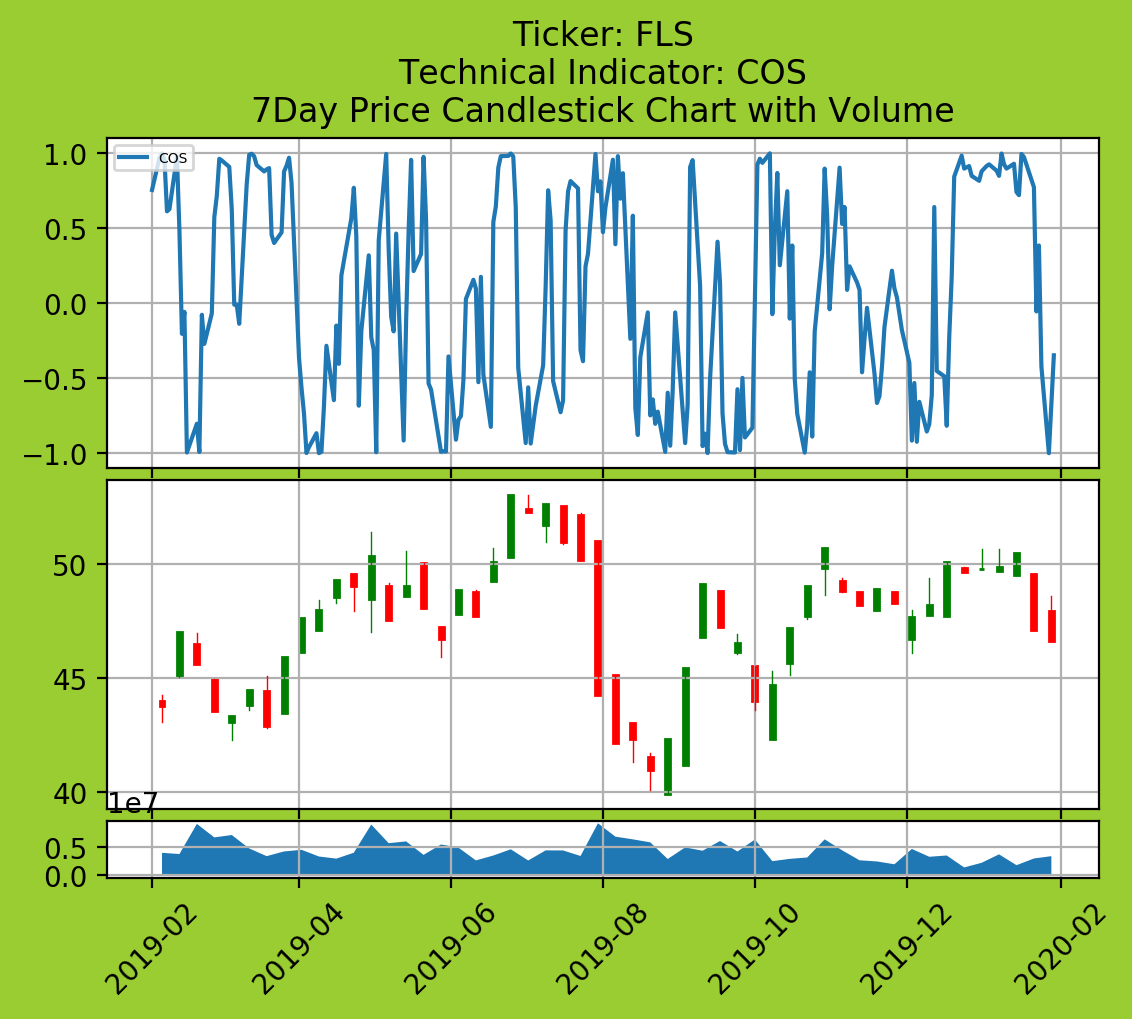 Ticker: FLS
Technical Indicator: COS
7Day Price Candlestick Chart with Volume
COS
1.0
0.5
0.0
−0.5
−1.0
50
45
40
1e7
0.5
0.0
2019-02 2019-04 2019-06 2019-08 2019-10 2019-12 2020-02